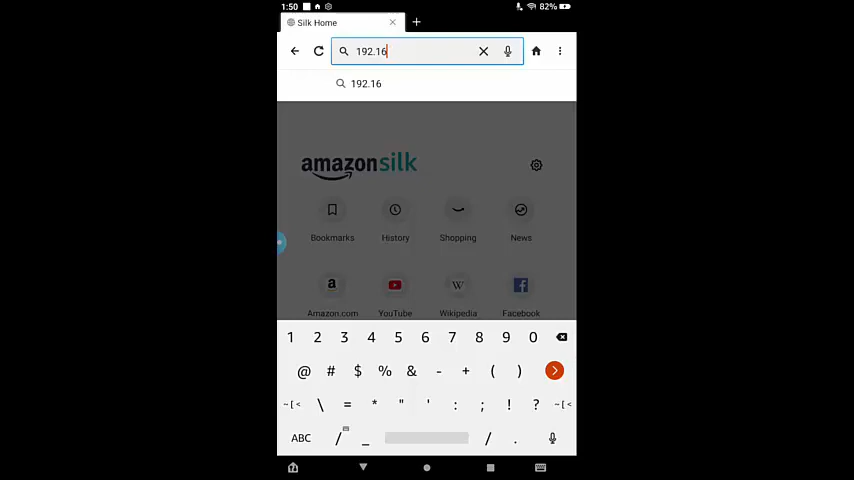 1:50
82%
Silk Home
192.16
192.16
amazonsilk
Bookmarks
History
Shopping
News
a
W
Amazon.com
YouTube
Wikipedia
Facebook
1 2 3 4 5 6 7 8 9 0
@ # $ % & - + ( )
~[< \ = * " ' : ; ! ? ~[<
ABC / _ / .